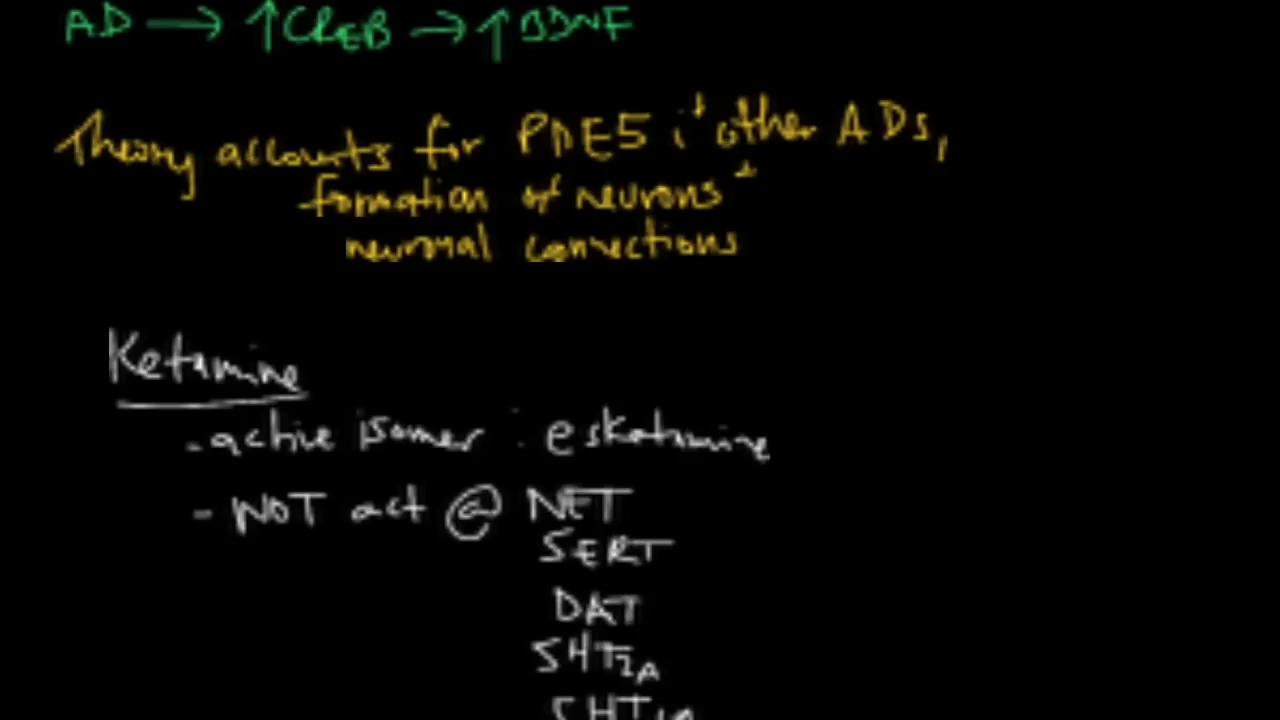 AD → ↑CREB → ↑BDNF
Theory accounts for PDE5 i + other ADs,
formation of neurons +
neuronal connections
Ketamine
- active isomer : esketamine
- NOT act @ NET
SERT
DAT
5HT2A
5HT1A